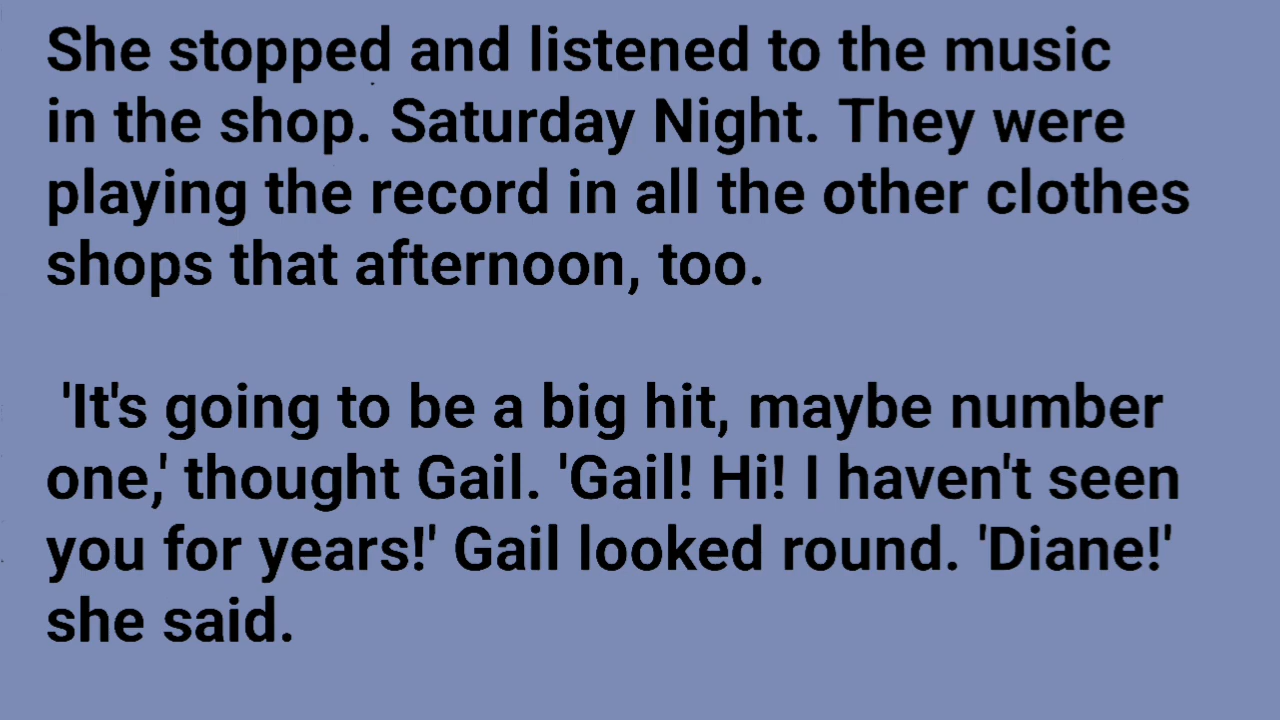 She stopped and listened to the music
in the shop. Saturday Night. They were
playing the record in all the other clothes
shops that afternoon, too.
'It's going to be a big hit, maybe number
one,' thought Gail. 'Gail! Hi! I haven't seen
you for years!' Gail looked round. 'Diane!'
she said.